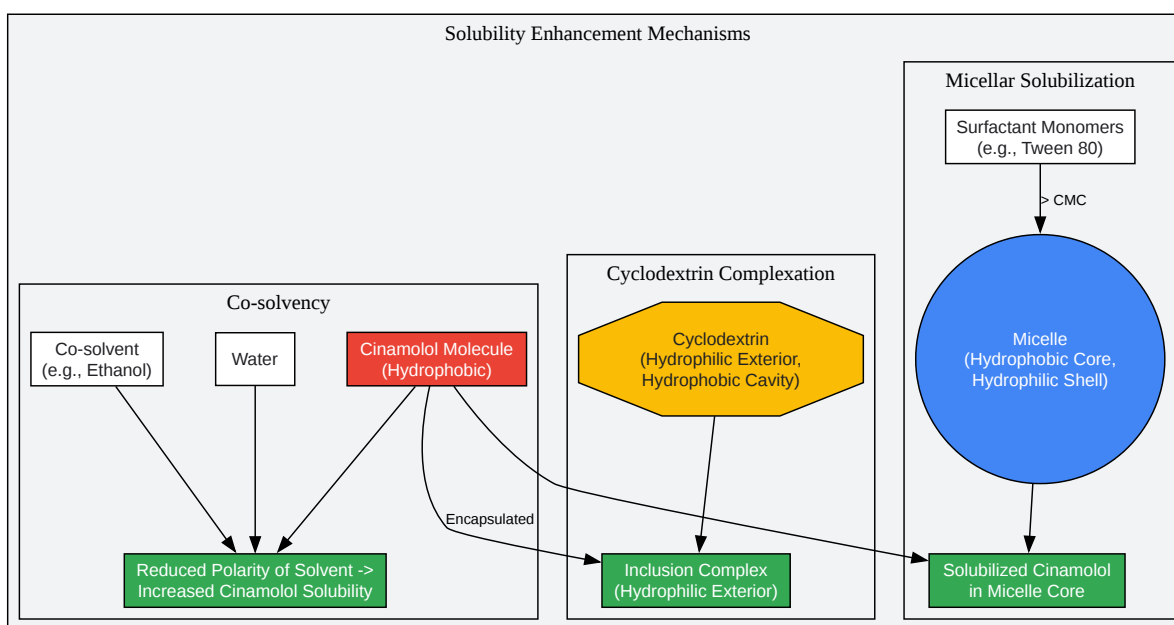 Solubility Enhancement Mechanisms
Micellar Solubilization
Surfactant Monomers
(e.g., Tween 80)
> CMC
Micelle
(Hydrophobic Core,
Hydrophilic Shell)
Cyclodextrin Complexation
Cyclodextrin
(Hydrophilic Exterior,
Hydrophobic Cavity)
Co-solvency
Co-solvent
(e.g., Ethanol)
Water
Cinamolol Molecule
(Hydrophobic)
Encapsulated
Reduced Polarity of Solvent ->
Increased Cinamolol Solubility
Inclusion Complex
(Hydrophilic Exterior)
Solubilized Cinamolol
in Micelle Core